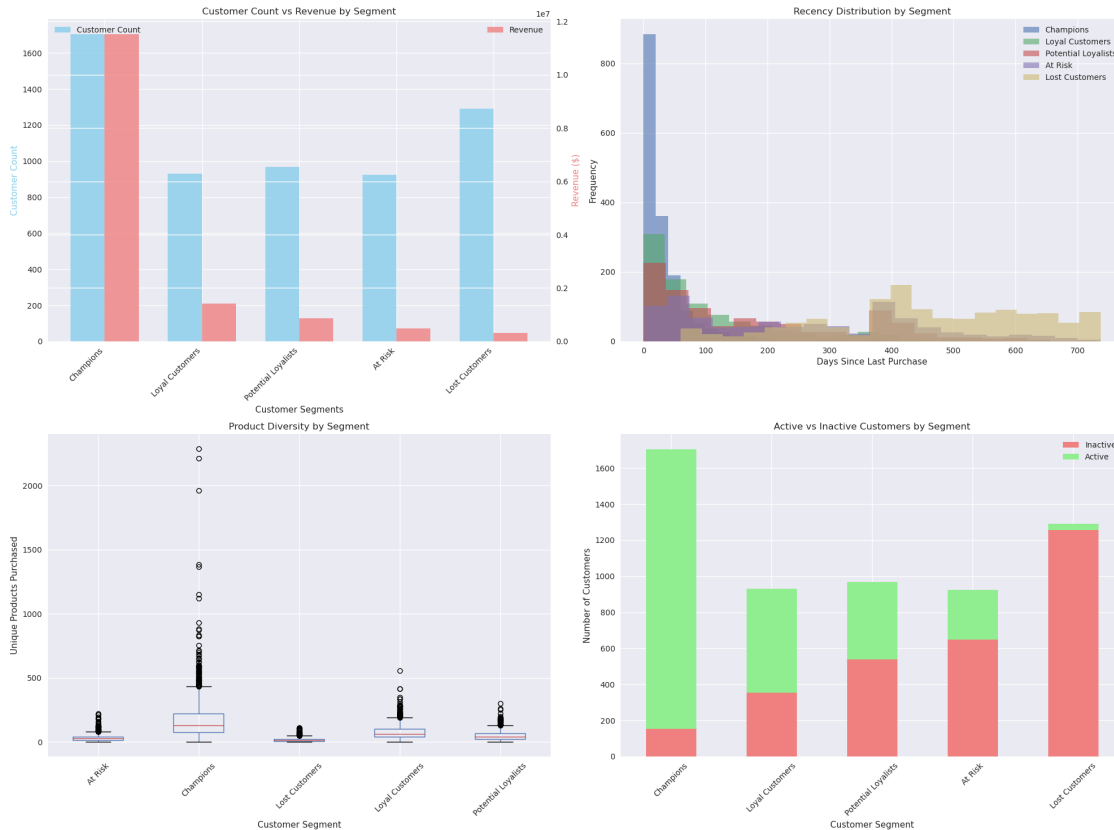 Customer Count vs Revenue by Segment
1e7
Customer Count
Revenue
1600
1400
1200
1000
800
600
400
200
0
Customer Count
1.2
1.0
0.8
0.6
0.4
0.2
0.0
Revenue ($)
Champions
Loyal Customers
Potential Loyalists
At Risk
Lost Customers
Customer Segments
Recency Distribution by Segment
Champions
Loyal Customers
Potential Loyalists
At Risk
Lost Customers
800
600
400
200
0
Frequency
0 100 200 300 400 500 600 700
Days Since Last Purchase
Product Diversity by Segment
2000
1500
1000
500
0
Unique Products Purchased
At Risk
Champions
Lost Customers
Loyal Customers
Potential Loyalists
Customer Segment
Active vs Inactive Customers by Segment
Inactive
Active
1600
1400
1200
1000
800
600
400
200
0
Number of Customers
Champions
Loyal Customers
Potential Loyalists
At Risk
Lost Customers
Customer Segment